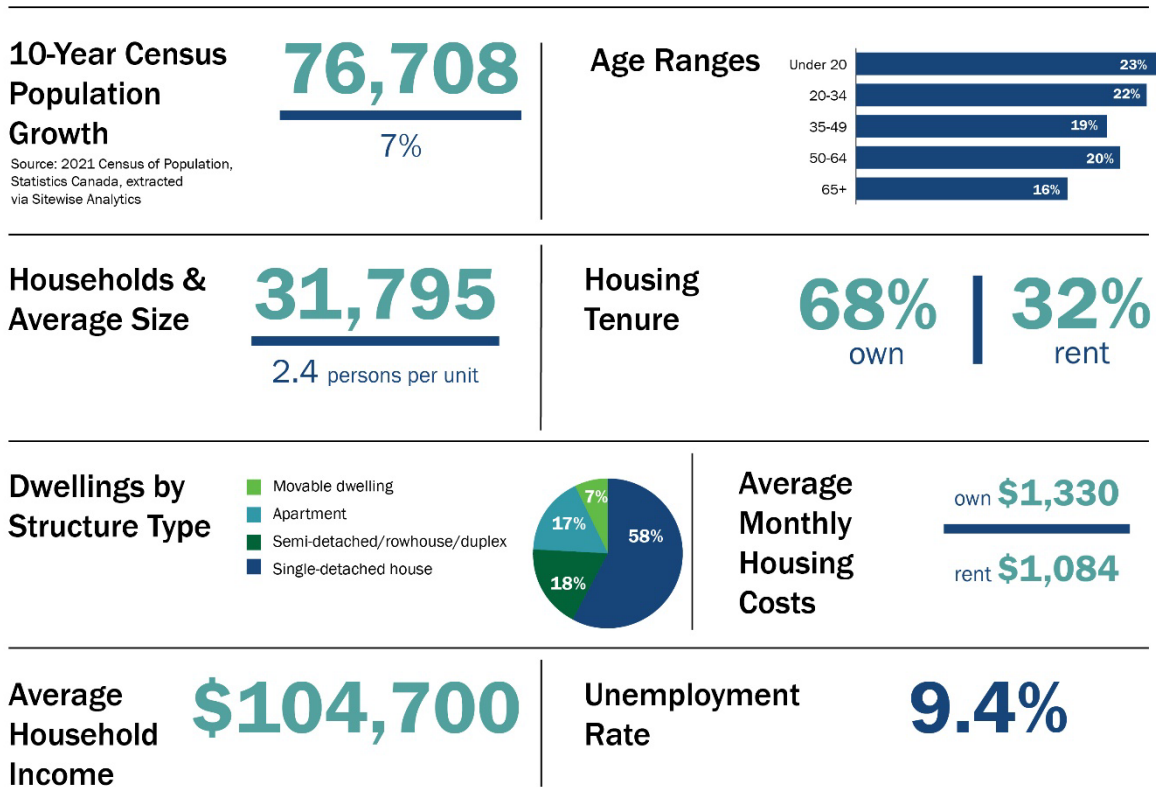 10-Year Census
Population
Growth
Source: 2021 Census of Population,
Statistics Canada, extracted
via Sitewise Analytics
76,708
7%
Age Ranges
Under 20
23%
20-34
22%
35-49
19%
50-64
20%
65+
16%
Households &
Average Size
31,795
2.4 persons per unit
Housing
Tenure
68%
own
32%
rent
Dwellings by
Structure Type
Movable dwelling
Apartment
Semi-detached/rowhouse/duplex
Single-detached house
7%
17%
58%
18%
Average
Monthly
Housing
Costs
own $1,330
rent $1,084
Average
Household
Income
$104,700
Unemployment
Rate
9.4%